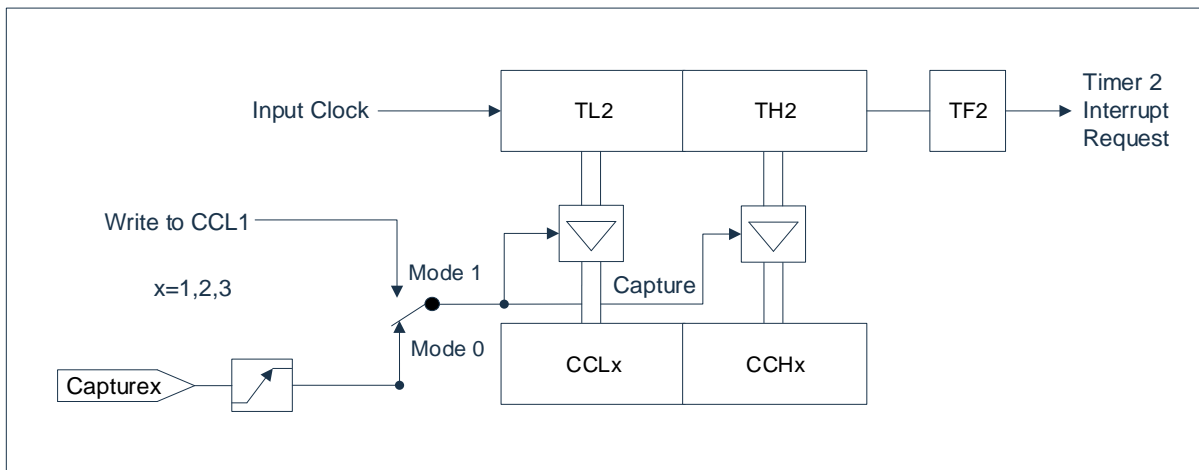 Input Clock
TL2
TH2
TF2
Timer 2
Interrupt
Request
Write to CCL1
x=1,2,3
Mode 1
Capture
Mode 0
CCLx
CCHx
Capturex